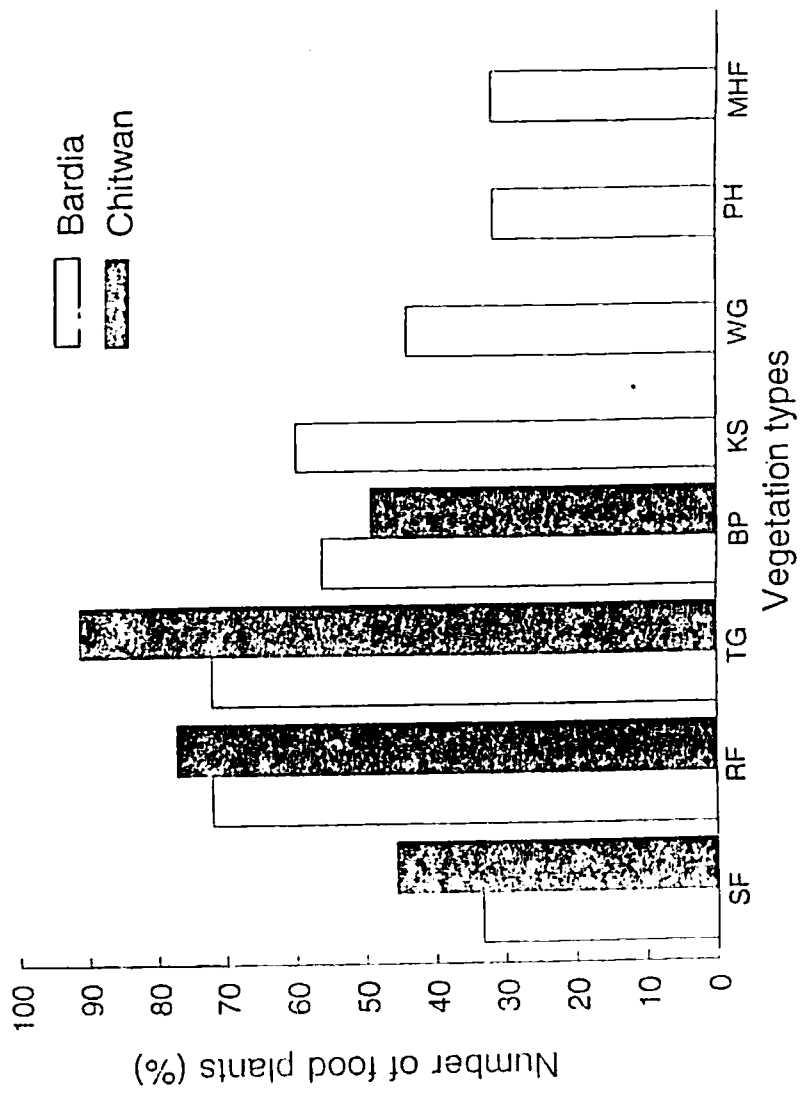 Bardia
Chitwan
Number of food plants (%)
100
90
80
70
60
50
40
30
20
10
0
SF RF TG BP KS WG PH MHF
Vegetation types